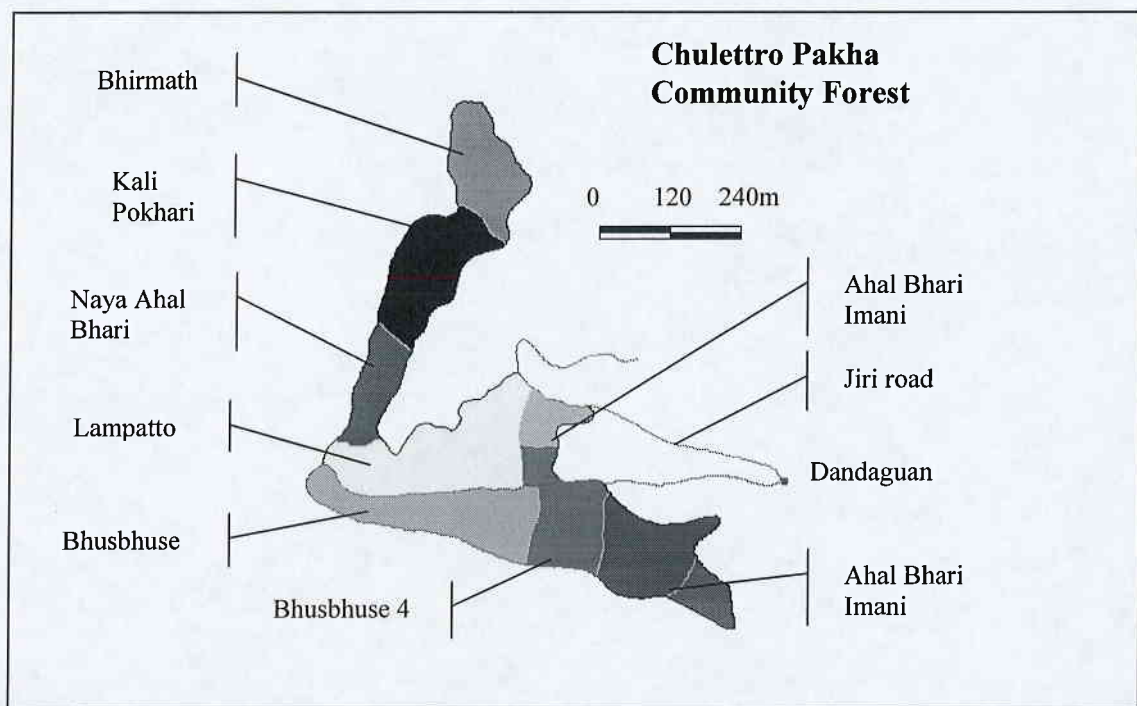 Chulettro Pakha
Community Forest
Bhirmath
Kali
Pokhari
0 120 240m
Naya Ahal
Bhari
Ahal Bhari
Imani
Jiri road
Lampatto
Dandaguan
Bhusbhuse
Bhusbhuse 4
Ahal Bhari
Imani